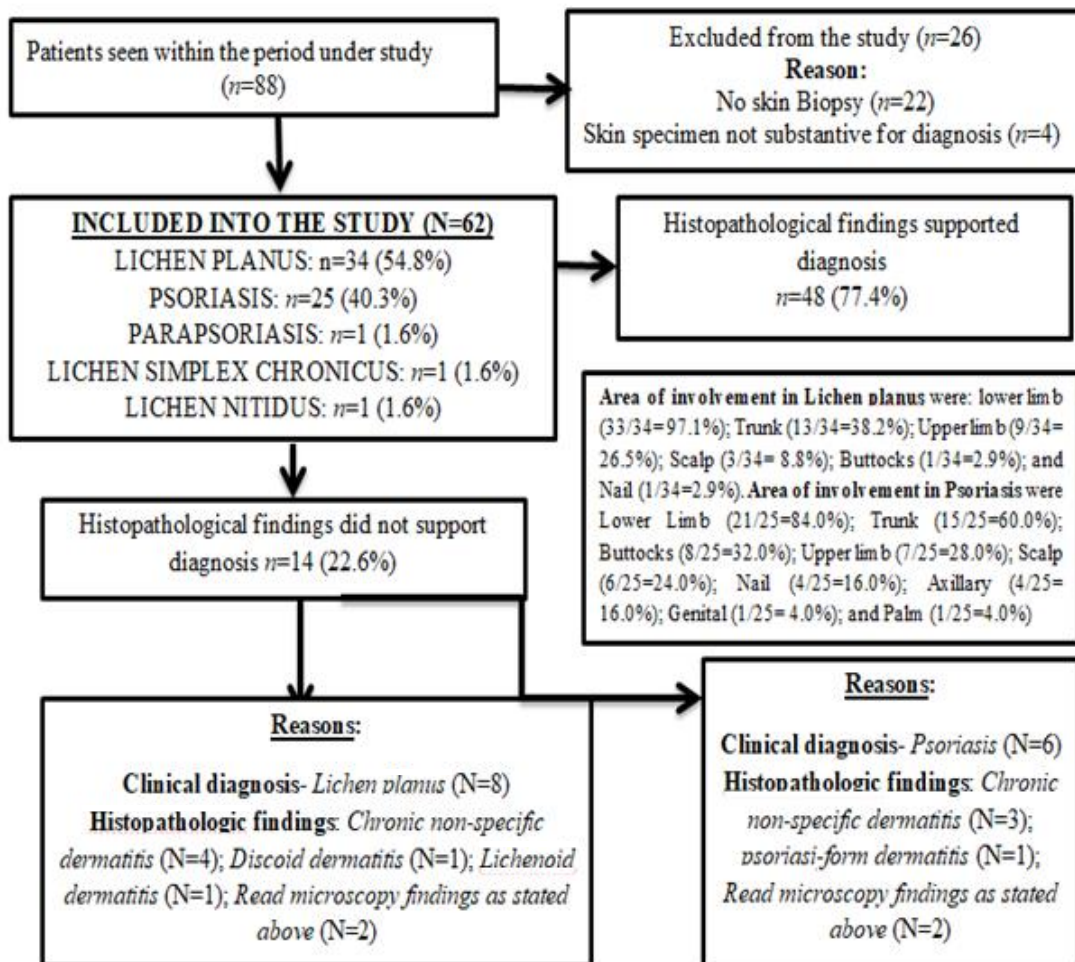 Patients seen within the period under study
(n=88)
Excluded from the study (n=26)
Reason:
No skin Biopsy (n=22)
Skin specimen not substantive for diagnosis (n=4)
INCLUDED INTO THE STUDY (N=62)
LICHEN PLANUS: n=34 (54.8%)
PSORIASIS: n=25 (40.3%)
PARAPSORIASIS: n=1 (1.6%)
LICHEN SIMPLEX CHRONICUS: n=1 (1.6%)
LICHEN NITIDUS: n=1 (1.6%)
Histopathological findings supported
diagnosis
n=48 (77.4%)
Area of involvement in Lichen planus were: lower limb
(33/34=97.1%); Trunk (13/34=38.2%); Upper limb (9/34=
26.5%); Scalp (3/34= 8.8%); Buttocks (1/34=2.9%); and
Nail (1/34=2.9%). Area of involvement in Psoriasis were
Lower Limb (21/25=84.0%); Trunk (15/25=60.0%);
Buttocks (8/25=32.0%); Upper limb (7/25=28.0%); Scalp
(6/25=24.0%); Nail (4/25=16.0%); Axillary (4/25=
16.0%); Genital (1/25= 4.0%); and Palm (1/25=4.0%)
Histopathological findings did not support
diagnosis n=14 (22.6%)
Reasons:
Clinical diagnosis- Lichen planus (N=8)
Histopathologic findings: Chronic non-specific
dermatitis (N=4); Discoid dermatitis (N=1); Lichenoid
dermatitis (N=1); Read microscopy findings as stated
above (N=2)
Reasons:
Clinical diagnosis- Psoriasis (N=6)
Histopathologic findings: Chronic
non-specific dermatitis (N=3);
psoriasi-form dermatitis (N=1);
Read microscopy findings as stated
above (N=2)